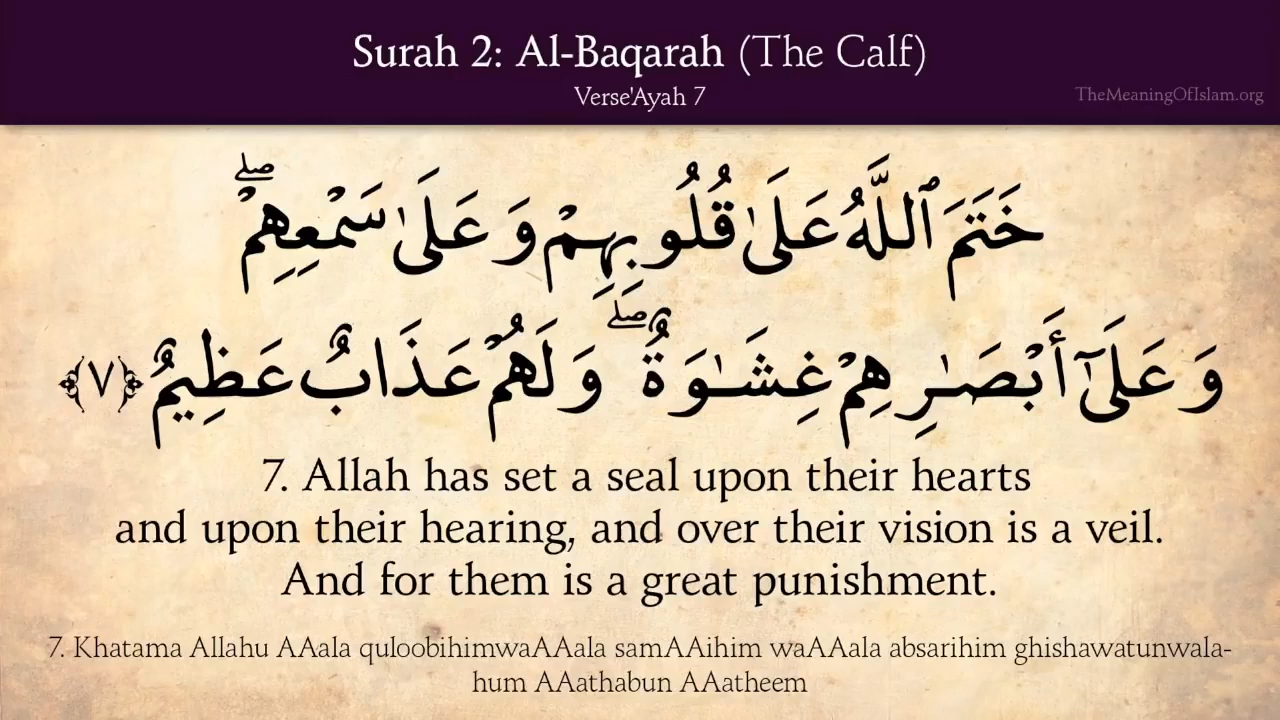 Surah 2: Al-Baqarah (The Calf)
Verse'Ayah 7
TheMeaningOfIslam.org
خَتَمَ ٱللَّهُ عَلَىٰ قُلُوبِهِمْ وَعَلَىٰ سَمْعِهِمْ ۖ
وَعَلَىٰٓ أَبْصَـٰرِهِمْ غِشَـٰوَةٌ ۖ وَلَهُمْ عَذَابٌ عَظِيمٌ ﴿٧﴾
7. Allah has set a seal upon their hearts
and upon their hearing, and over their vision is a veil.
And for them is a great punishment.
7. Khatama Allahu AAala quloobihimwaAAala samAAihim waAAala absarihim ghishawatunwala-
hum AAathabun AAatheem